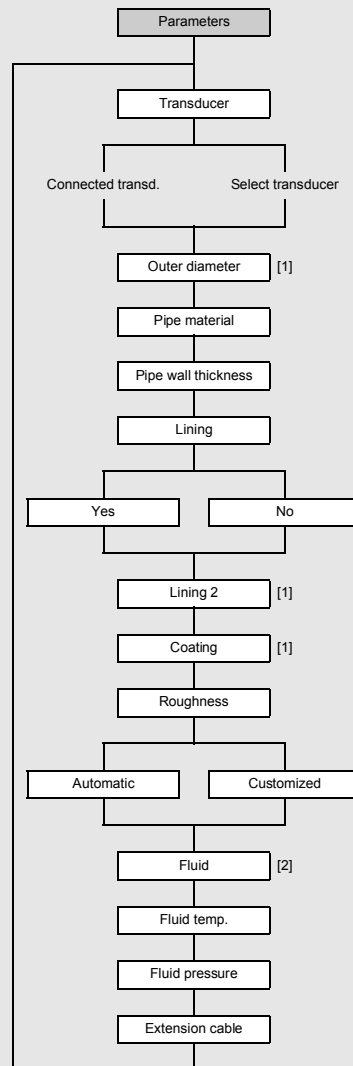 Parameters
Transducer
Connected transd. Select transducer
Outer diameter [1]
Pipe material
Pipe wall thickness
Lining
Yes No
Lining 2 [1]
Coating [1]
Roughness
Automatic Customized
Fluid [2]
Fluid temp.
Fluid pressure
Extension cable